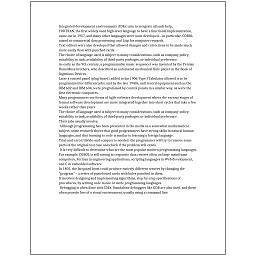 Integrated development environments (IDEs) aim to integrate all such help.
FORTRAN, the first widely used high-level language to have a functional implementation,
came out in 1957, and many other languages were soon developed—in particular, COBOL
aimed at commercial data processing, and Lisp for computer research.
Text editors were also developed that allowed changes and corrections to be made much
more easily than with punched cards.
The choice of language used is subject to many considerations, such as company policy,
suitability to task, availability of third-party packages, or individual preference.
As early as the 9th century, a programmable music sequencer was invented by the Persian
Banu Musa brothers, who described an automated mechanical flute player in the Book of
Ingenious Devices.
Later a control panel (plug board) added to his 1906 Type I Tabulator allowed it to be
programmed for different jobs, and by the late 1940s, unit record equipment such as the
IBM 602 and IBM 604, were programmed by control panels in a similar way, as were the
first electronic computers.
Many programmers use forms of Agile software development where the various stages of
formal software development are more integrated together into short cycles that take a few
weeks rather than years.
The choice of language used is subject to many considerations, such as company policy,
suitability to task, availability of third-party packages, or individual preference.
Their jobs usually involve:
Although programming has been presented in the media as a somewhat mathematical
subject, some research shows that good programmers have strong skills in natural human
languages, and that learning to code is similar to learning a foreign language.
Trial-and-error/divide-and-conquer is needed: the programmer will try to remove some
parts of the original test case and check if the problem still exists.
It is very difficult to determine what are the most popular modern programming languages.
For example, COBOL is still strong in corporate data centers often on large mainframe
computers, Fortran in engineering applications, scripting languages in Web development,
and C in embedded software.
In 1801, the Jacquard loom could produce entirely different weaves by changing the
"program" – a series of pasteboard cards with holes punched in them.
It involves designing and implementing algorithms, step-by-step specifications of
procedures, by writing code in one or more programming languages.
Debugging is often done with IDEs. Standalone debuggers like GDB are also used, and these
often provide less of a visual environment, usually using a command line.